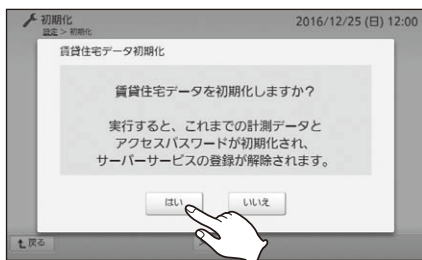 初期化
設定 > 初期化
2016/12/25 (日) 12:00
賃貸住宅データ初期化
賃貸住宅データを初期化しますか?
実行すると、これまでの計測データと
アクセスパスワードが初期化され、
サーバーサービスの登録が解除されます。
はい
いいえ
戻る